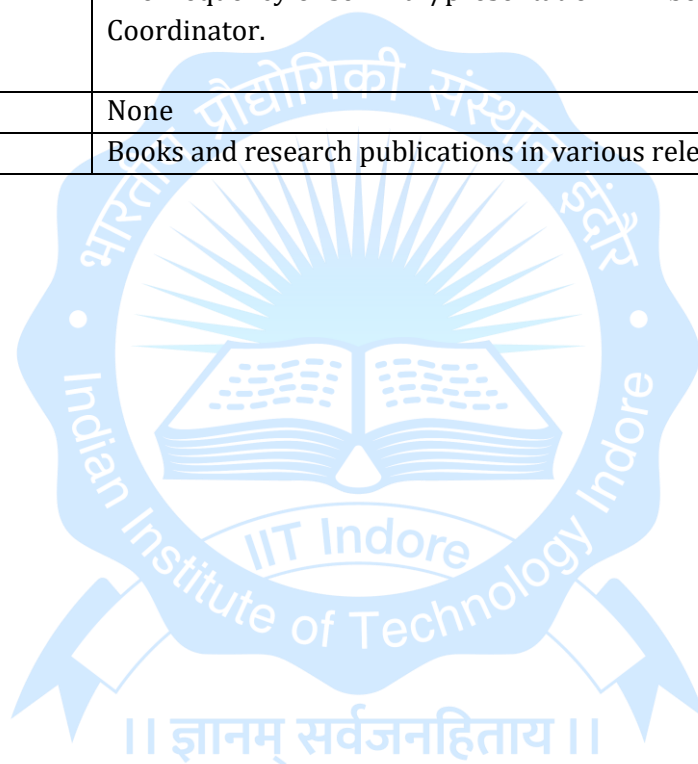 Coordinator.
None
Books and research publications in various
भारतीय प्रौद्योगिकी संस्थान इंदौर
Indian Institute of Technology Indore
IIT Indore
।। ज्ञानम् सर्वजनहिताय ।।